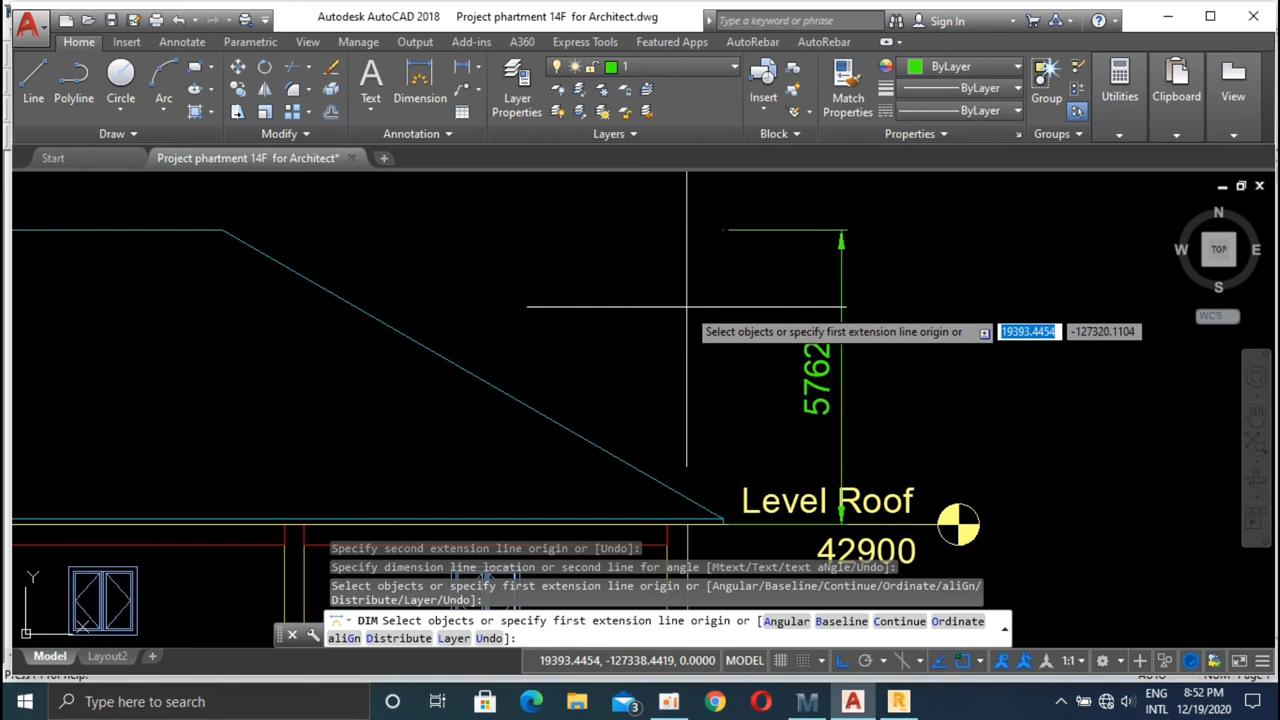 Autodesk AutoCAD 2018    Project phartment 14F  for Architect.dwg
Type a keyword or phrase
Sign In
Home Insert Annotate Parametric View Manage Output Add-ins A360 Express Tools Featured Apps AutoRebar AutoRebar
1
ByLayer
ByLayer
ByLayer
Line Polyline Circle Arc Text Dimension Layer Properties Insert Match Properties Group Utilities Clipboard View
Draw Modify Annotation Layers Block Properties Groups
Start
Project phartment 14F  for Architect*
N
W TOP E
S
WCS
Select objects or specify first extension line origin or 19393.4454 -127320.1104
5762
Level Roof
42900
Y
X
Specify second extension line origin or [Undo]:
Specify dimension line location or second line for angle [Mtext/Text/text aNgle/Undo]:
Select objects or specify first extension line origin or [Angular/Baseline/Continue/Ordinate/aliGn/
Distribute/Layer/Undo]:
DIM Select objects or specify first extension line origin or [Angular Baseline Continue Ordinate
aliGn Distribute Layer Undo]:
Model Layout2
19393.4454, -127338.4419, 0.0000 MODEL
1:1
Type here to search
3
M
A
R
ENG
INTL
8:52 PM
12/19/2020